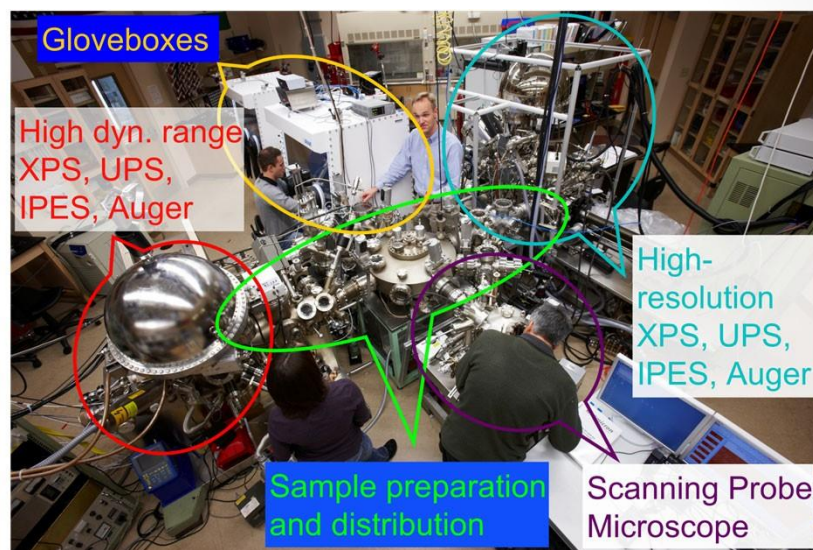 Gloveboxes
High dyn. range
XPS, UPS,
IPES, Auger
High-
resolution
XPS, UPS,
IPES, Auger
Sample preparation
and distribution
Scanning Probe
Microscope